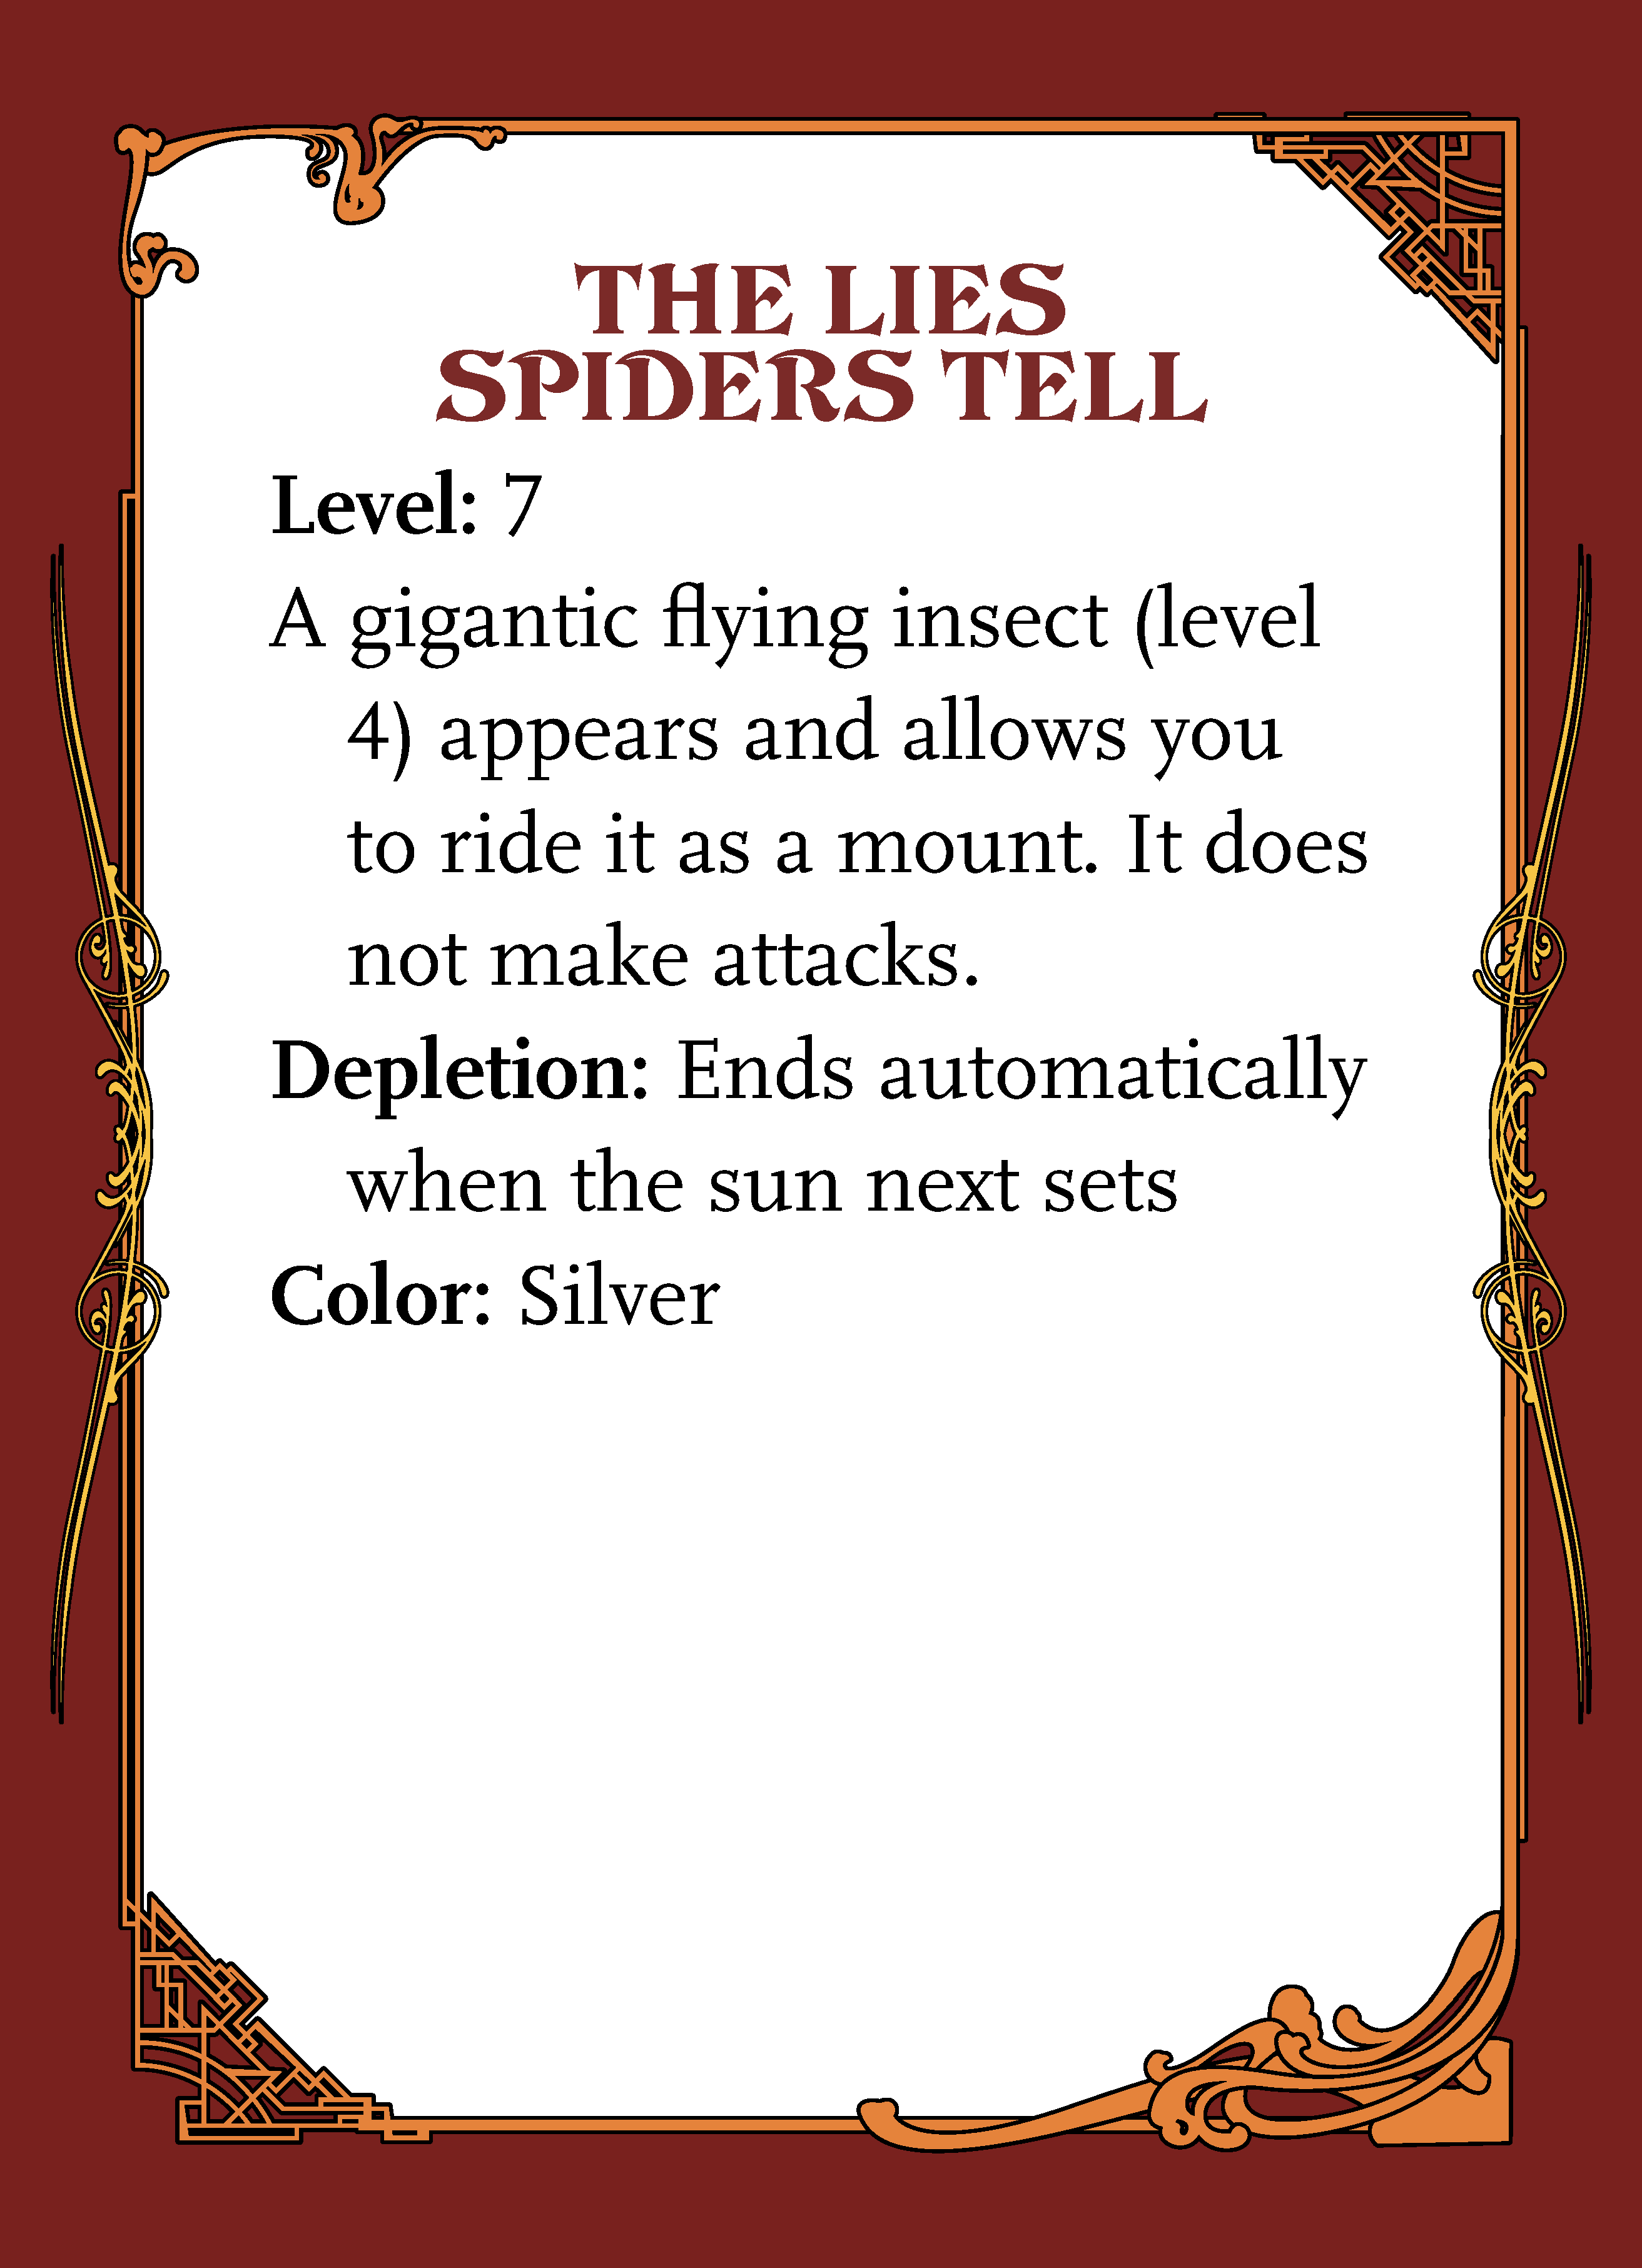 THE LIES
SPIDERS TELL
Level: 7
A gigantic flying insect (level
4) appears and allows you
to ride it as a mount. It does
not make attacks.
Depletion: Ends automatically
when the sun next sets
Color: Silver